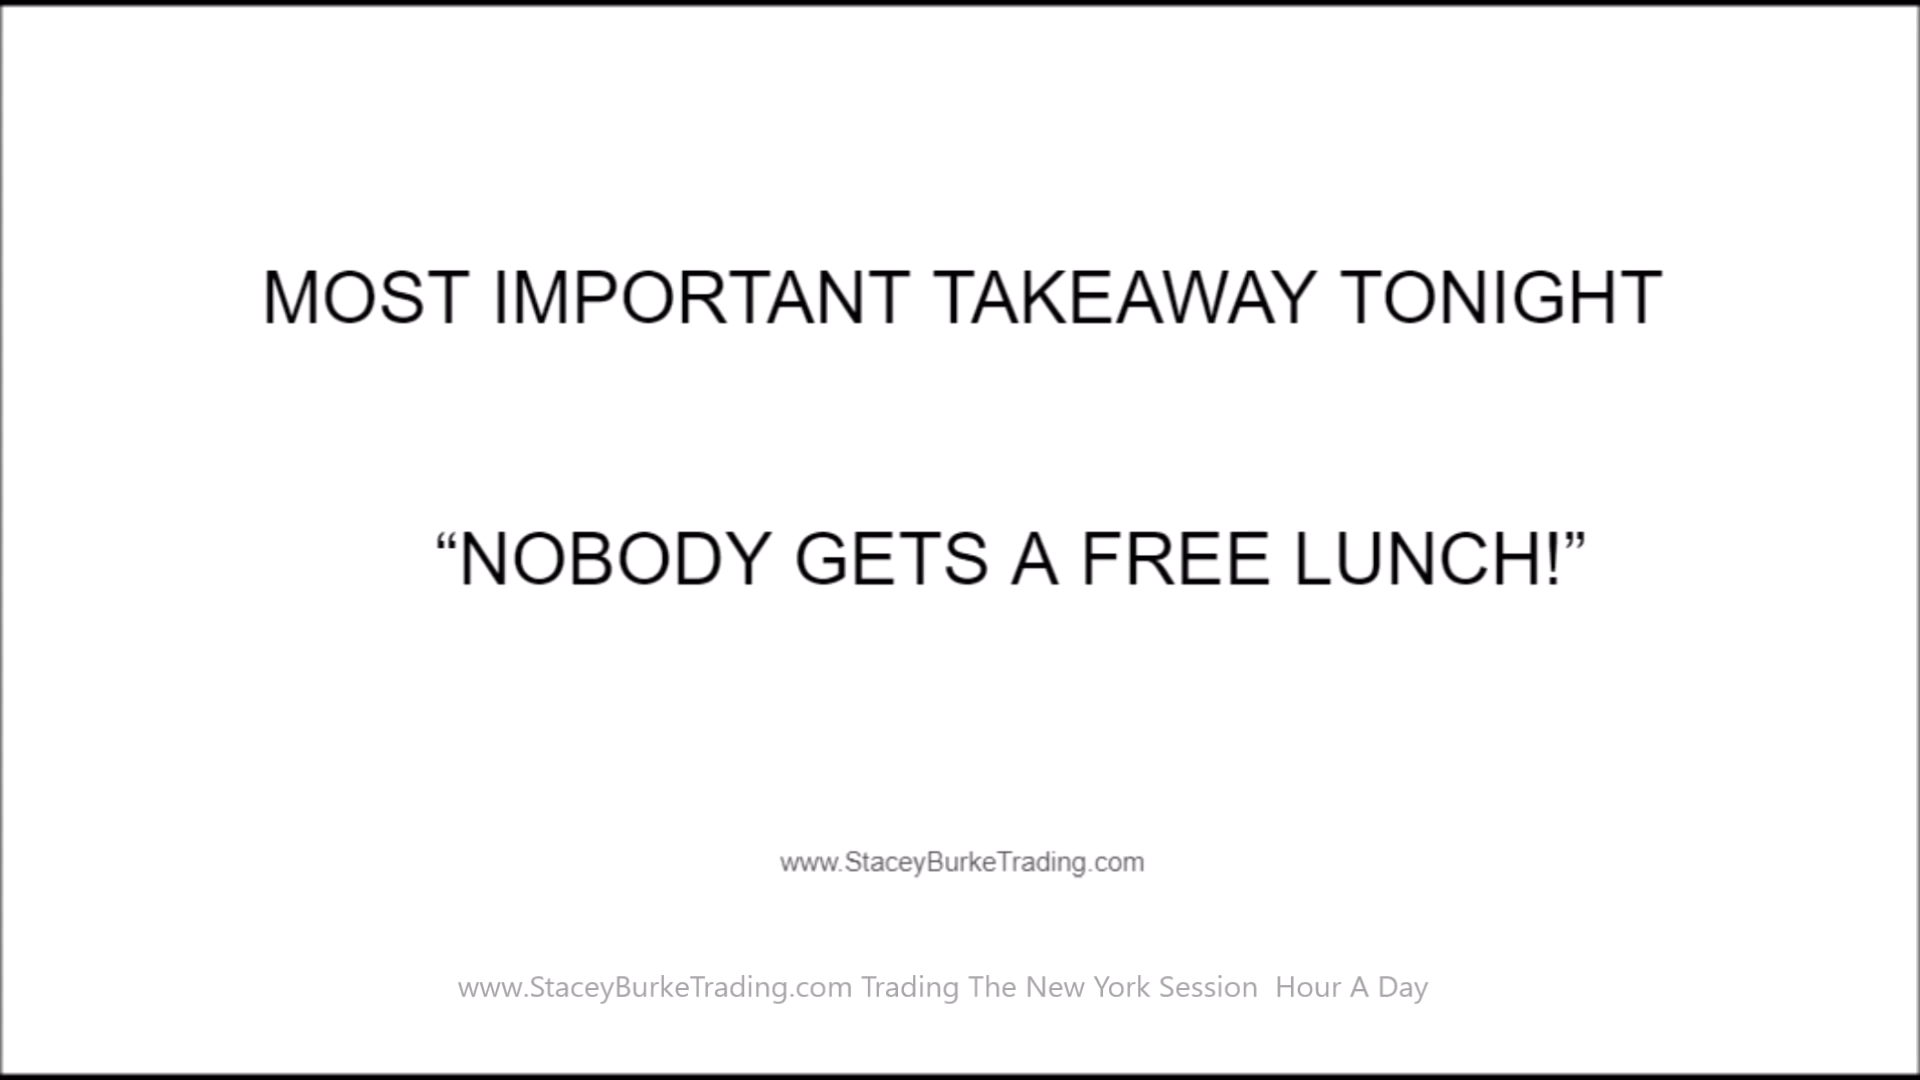 MOST IMPORTANT TAKEAWAY TONIGHT
“NOBODY GETS A FREE LUNCH!”
www.StaceyBurkeTrading.com
www.StaceyBurkeTrading.com Trading The New York Session  Hour A Day